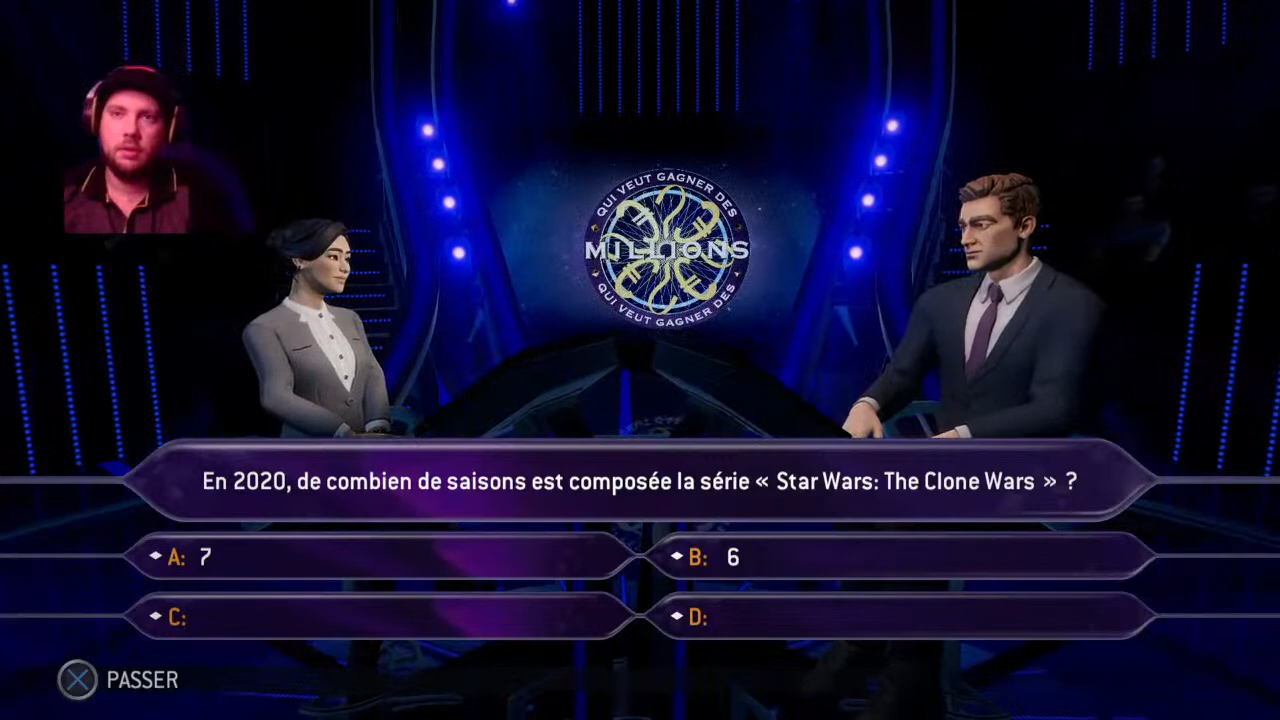 QUI VEUT GAGNER DES
MILLIONS
QUI VEUT GAGNER DES
En 2020, de combien de saisons est composée la série « Star Wars: The Clone Wars » ?
A: 7
B: 6
C:
D:
PASSER